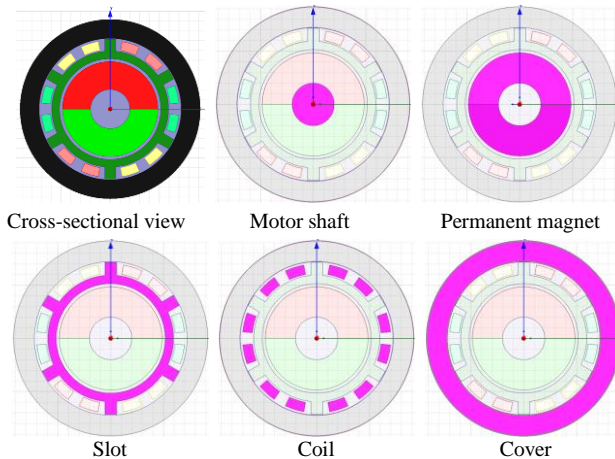 Cross-sectional view
Motor shaft
Permanent magnet
Slot
Coil
Cover